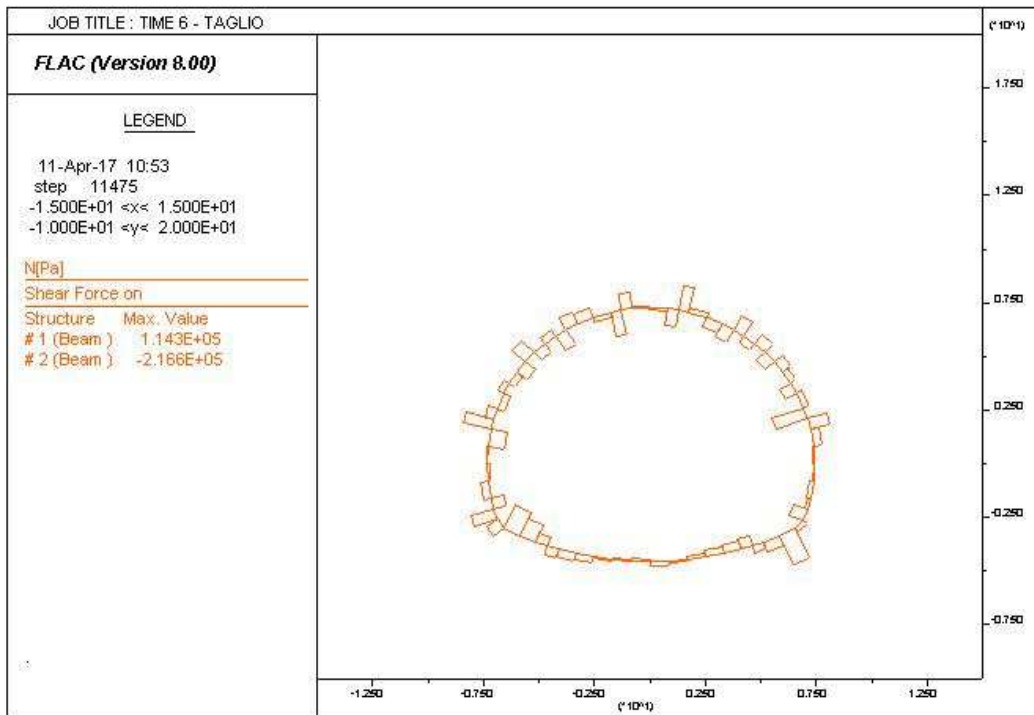 JOB TITLE : TIME 6 - TAGLIO
FLAC (Version 8.00)
LEGEND
11-Apr-17 10:53
step 11475
-1.500E+01 <x< 1.500E+01
-1.000E+01 <y< 2.000E+01
N[Pa]
Shear Force on
Structure Max. Value
# 1 (Beam ) 1.143E+05
# 2 (Beam ) -2.166E+05
(*10^1)
1.750
1.250
0.750
0.250
-0.250
-0.750
-1.250 -0.750 -0.250 0.250 0.750 1.250
(*10^1)